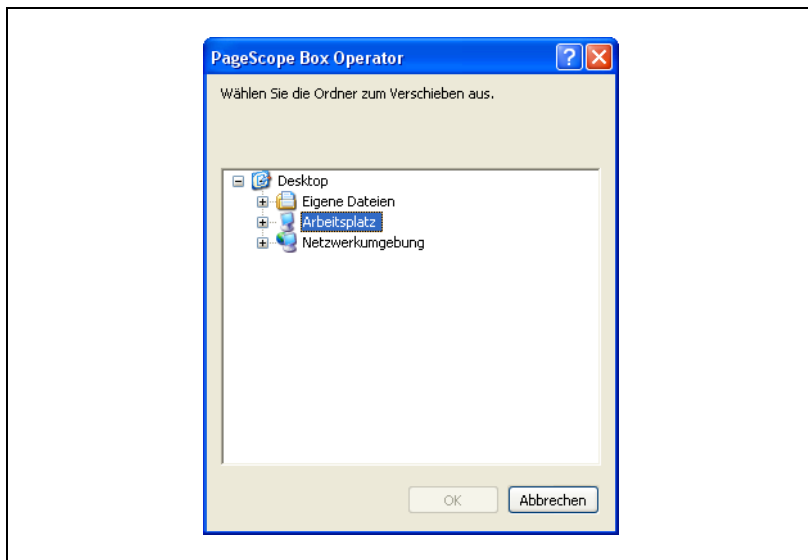 PageScope Box Operator
Wählen Sie die Ordner zum Verschieben aus.
Desktop
Eigene Dateien
Arbeitsplatz
Netzwerkumgebung
OK Abbrechen